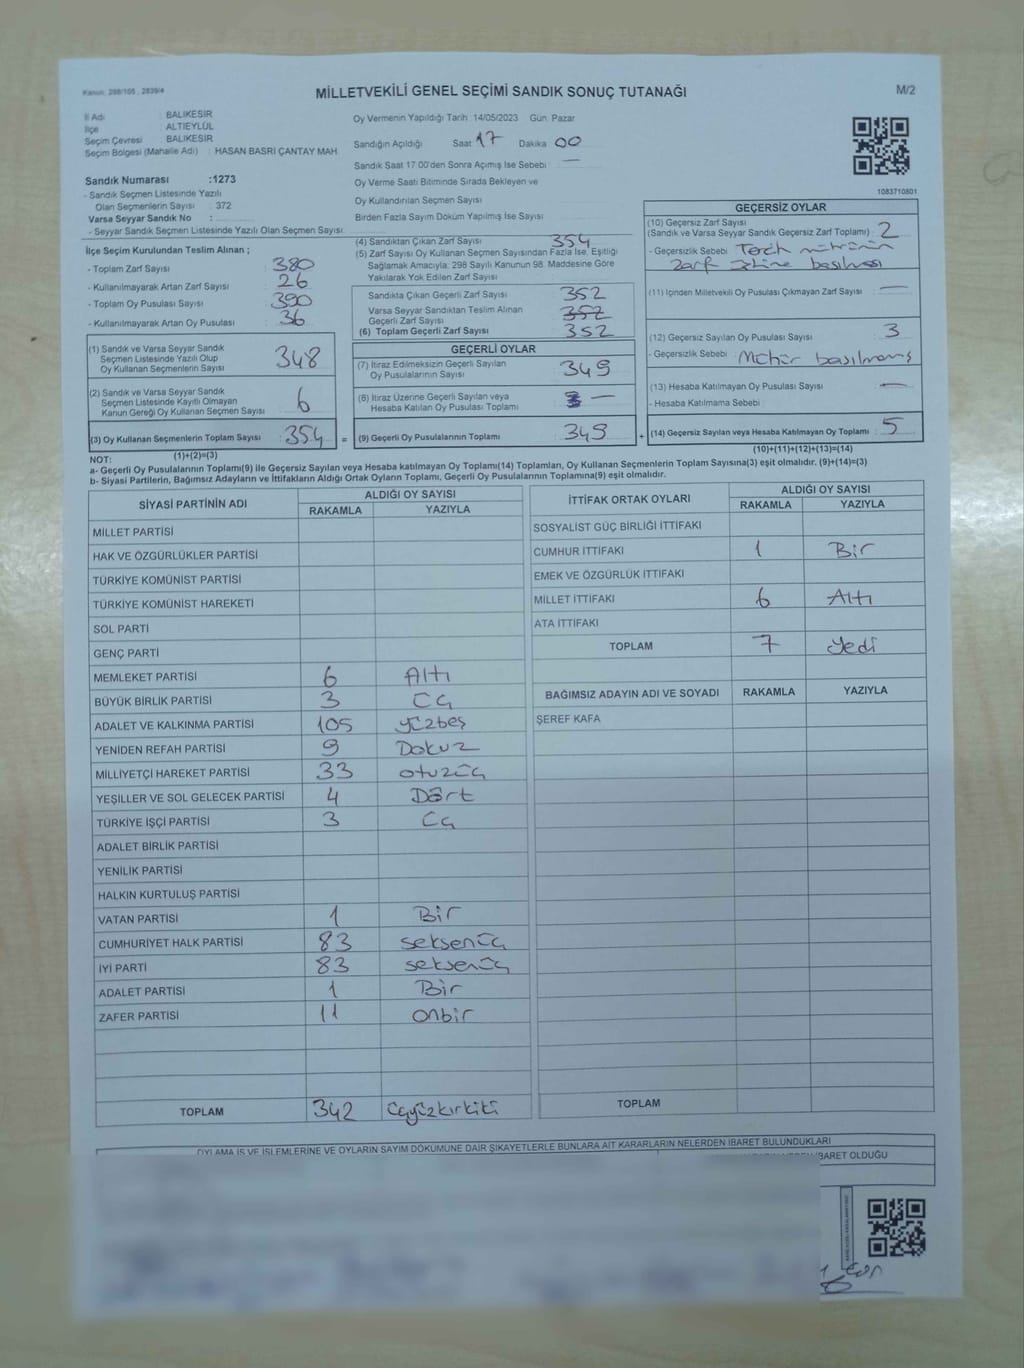 Kanun: 298/105 , 2839/4
MİLLETVEKİLİ GENEL SEÇİMİ SANDIK SONUÇ TUTANAĞI
M/2
İl Adı : BALIKESİR
İlçe : ALTIEYLÜL
Seçim Çevresi : BALIKESİR
Seçim Bölgesi (Mahalle Adı) : HASAN BASRİ ÇANTAY MAH.
Sandık Numarası :1273
- Sandık Seçmen Listesinde Yazılı
Olan Seçmenlerin Sayısı : 372
Varsa Seyyar Sandık No :
- Seyyar Sandık Seçmen Listesinde Yazılı Olan Seçmen Sayısı:
Oy Vermenin Yapıldığı Tarih :14/05/2023 Gün: Pazar
Sandığın Açıldığı Saat 17 Dakika 00
Sandık Saat 17:00'den Sonra Açımış İse Sebebi : —
Oy Verme Saati Bitiminde Sırada Bekleyen ve
Oy Kullandırılan Seçmen Sayısı
Birden Fazla Sayım Döküm Yapılmış İse Sayısı
1083710801
İlçe Seçim Kurulundan Teslim Alınan ;
- Toplam Zarf Sayısı : 380
- Kullanılmayarak Artan Zarf Sayısı : 26
- Toplam Oy Pusulası Sayısı : 390
- Kullanılmayarak Artan Oy Pusulası : 36
(1) Sandık ve Varsa Seyyar Sandık
Seçmen Listesinde Yazılı Olup
Oy Kullanan Seçmenlerin Sayısı : 348
(2) Sandık ve Varsa Seyyar Sandık
Seçmen Listesinde Kayıtlı Olmayan
Kanun Gereği Oy Kullanan Seçmen Sayısı : 6
(3) Oy Kullanan Seçmenlerin Toplam Sayısı : 354 =
(1)+(2)=(3)
(4) Sandıktan Çıkan Zarf Sayısı : 354
(5) Zarf Sayısı Oy Kullanan Seçmen Sayısından Fazla İse, Eşitliği
Sağlamak Amacıyla; 298 Sayılı Kanunun 98. Maddesine Göre
Yakılarak Yok Edilen Zarf Sayısı
Sandıkta Çıkan Geçerli Zarf Sayısı : 352
Varsa Seyyar Sandıktan Teslim Alınan
Geçerli Zarf Sayısı : 352
(6) Toplam Geçerli Zarf Sayısı : 352
GEÇERLİ OYLAR
(7) İtiraz Edilmeksizin Geçerli Sayılan
Oy Pusulalarının Sayısı : 349
(8) İtiraz Üzerine Geçerli Sayılan veya
Hesaba Katılan Oy Pusulası Toplamı : —
(9) Geçerli Oy Pusulalarının Toplamı : 349 +
GEÇERSİZ OYLAR
(10) Geçersiz Zarf Sayısı
(Sandık ve Varsa Seyyar Sandık Geçersiz Zarf Toplamı) : 2
- Geçersizlik Sebebi : Terch mührünün
zarf üzerine basılması
(11) İçinden Milletvekili Oy Pusulası Çıkmayan Zarf Sayısı : —
(12) Geçersiz Sayılan Oy Pusulası Sayısı : 3
- Geçersizlik Sebebi : Mühür basılmamış
(13) Hesaba Katılmayan Oy Pusulası Sayısı : —
- Hesaba Katılmama Sebebi :
(14) Geçersiz Sayılan veya Hesaba Katılmayan Oy Toplamı : 5
(10)+(11)+(12)+(13)=(14)
NOT:
a- Geçerli Oy Pusulalarının Toplamı(9) ile Geçersiz Sayılan veya Hesaba katılmayan Oy Toplamı(14) Toplamları, Oy Kullanan Seçmenlerin Toplam Sayısına(3) eşit olmalıdır. (9)+(14)=(3)
b- Siyasi Partilerin, Bağımsız Adayların ve İttifakların Aldığı Ortak Oyların Toplamı, Geçerli Oy Pusulalarının Toplamına(9) eşit olmalıdır.
SİYASİ PARTİNİN ADI ALDIĞI OY SAYISI
RAKAMLA YAZIYLA
MİLLET PARTİSİ
HAK VE ÖZGÜRLÜKLER PARTİSİ
TÜRKİYE KOMÜNİST PARTİSİ
TÜRKİYE KOMÜNİST HAREKETİ
SOL PARTİ
GENÇ PARTİ
MEMLEKET PARTİSİ 6 Altı
BÜYÜK BİRLİK PARTİSİ 3 Üç
ADALET VE KALKINMA PARTİSİ 105 yüzbeş
YENİDEN REFAH PARTİSİ 9 Dokuz
MİLLİYETÇİ HAREKET PARTİSİ 33 otuzüç
YEŞİLLER VE SOL GELECEK PARTİSİ 4 Dört
TÜRKİYE İŞÇİ PARTİSİ 3 Üç
ADALET BİRLİK PARTİSİ
YENİLİK PARTİSİ
HALKIN KURTULUŞ PARTİSİ
VATAN PARTİSİ 1 Bir
CUMHURİYET HALK PARTİSİ 83 seksenüç
İYİ PARTİ 83 seksenüç
ADALET PARTİSİ 1 Bir
ZAFER PARTİSİ 11 onbir
TOPLAM 342 üçyüzkırkiki
İTTİFAK ORTAK OYLARI ALDIĞI OY SAYISI
RAKAMLA YAZIYLA
SOSYALİST GÜÇ BİRLİĞİ İTTİFAKI
CUMHUR İTTİFAKI 1 Bir
EMEK VE ÖZGÜRLÜK İTTİFAKI
MİLLET İTTİFAKI 6 Altı
ATA İTTİFAKI
TOPLAM 7 yedi
BAĞIMSIZ ADAYIN ADI VE SOYADI RAKAMLA YAZIYLA
ŞEREF KAFA
TOPLAM
OYLAMA İŞ VE İŞLEMLERİNE VE OYLARIN SAYIM DÖKÜMÜNE DAİR ŞİKAYETLERLE BUNLARA AİT KARARLARIN NELERDEN İBARET BULUNDUKLARI
İBARET OLDUĞU